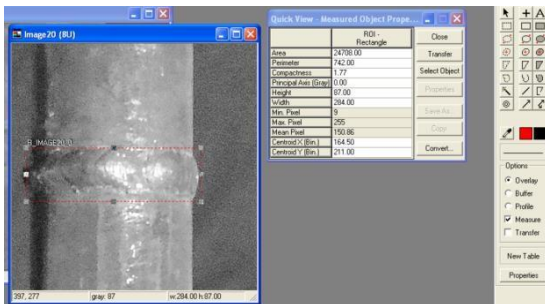 Image20 (8U)
B_IMAGE20_0
397, 277 gray: 87 w:284.00 h:87.00
Quick View - Measured Object Prope...
ROI - Rectangle
Area 24708.00
Perimeter 742.00
Compactness 1.77
Principal Axis (Gray) 0.00
Height 87.00
Width 284.00
Min. Pixel 9
Max. Pixel 255
Mean Pixel 150.86
Centroid X (Bin.) 164.50
Centroid Y (Bin.) 211.00
Close
Transfer
Select Object
Properties
Save As...
Copy
Convert...
A
Options
Overlay
Buffer
Profile
Measure
Transfer
New Table
Properties